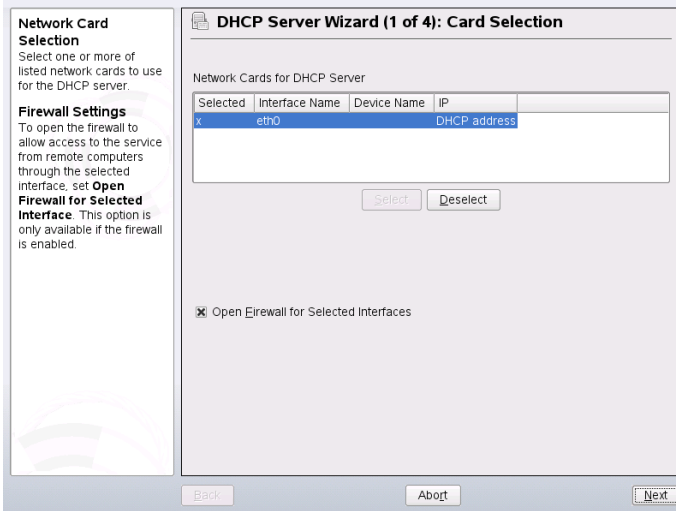 Network Card
Selection
Select one or more of
listed network cards to use
for the DHCP server.
Firewall Settings
To open the firewall to
allow access to the service
from remote computers
through the selected
interface, set Open
Firewall for Selected
Interface. This option is
only available if the firewall
is enabled.
DHCP Server Wizard (1 of 4): Card Selection
Network Cards for DHCP Server
Selected Interface Name Device Name IP
x eth0 DHCP address
Select Deselect
Open Firewall for Selected Interfaces
Back Abort Next